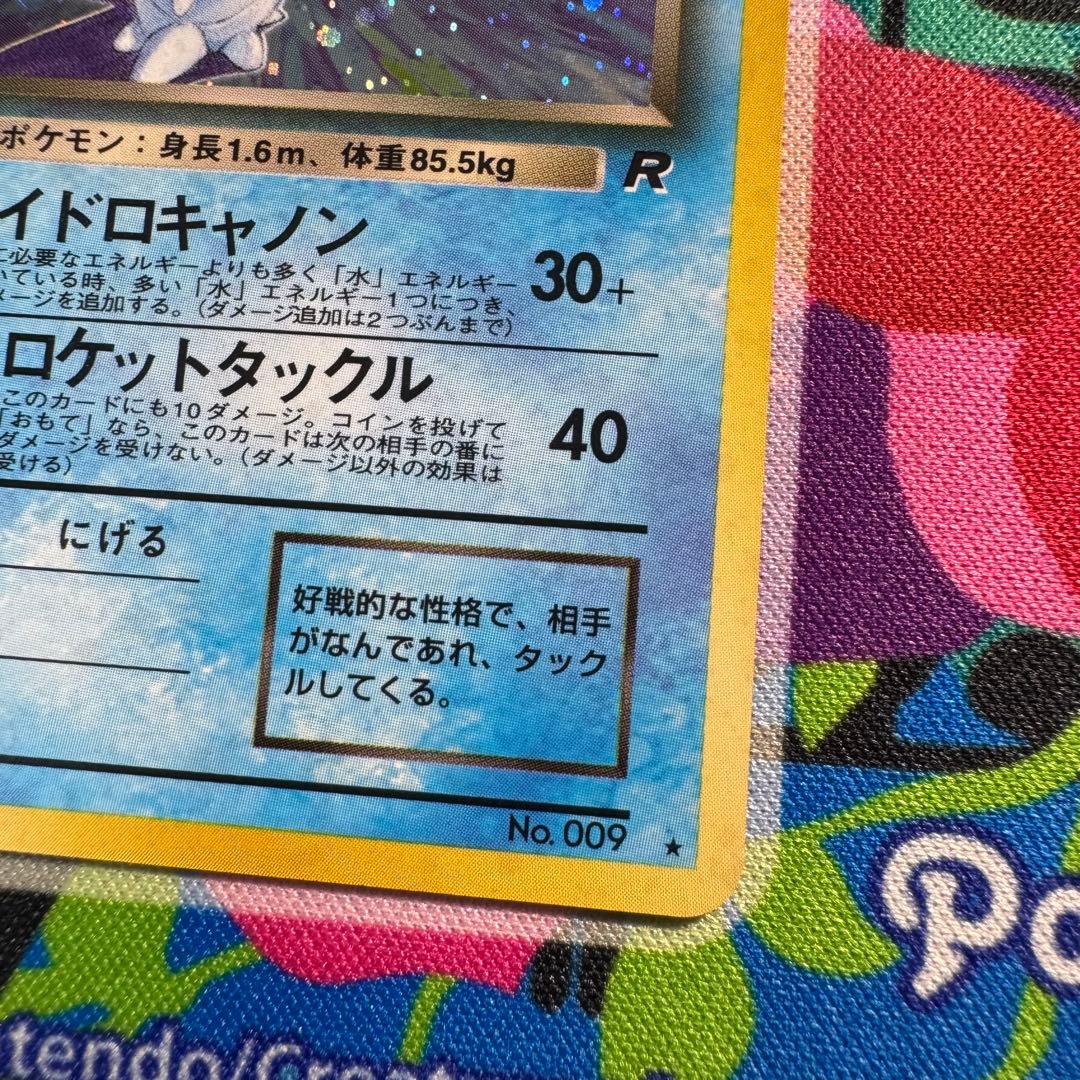 ポケモン：身長1.6m、体重85.5kg
R
イドロキャノン
に必要なエネルギーよりも多く「水」エネルギー
いている時、多い「水」エネルギー1つにつき、
メージを追加する。（ダメージ追加は2つぶんまで）
30+
ロケットタックル
このカードにも10ダメージ。コインを投げて
「おもて」なら、このカードは次の相手の番に
ダメージを受けない。（ダメージ以外の効果は
受ける）
40
にげる
好戦的な性格で、相手
がなんであれ、タック
ルしてくる。
No. 009 ★
Po
tendo/Creat